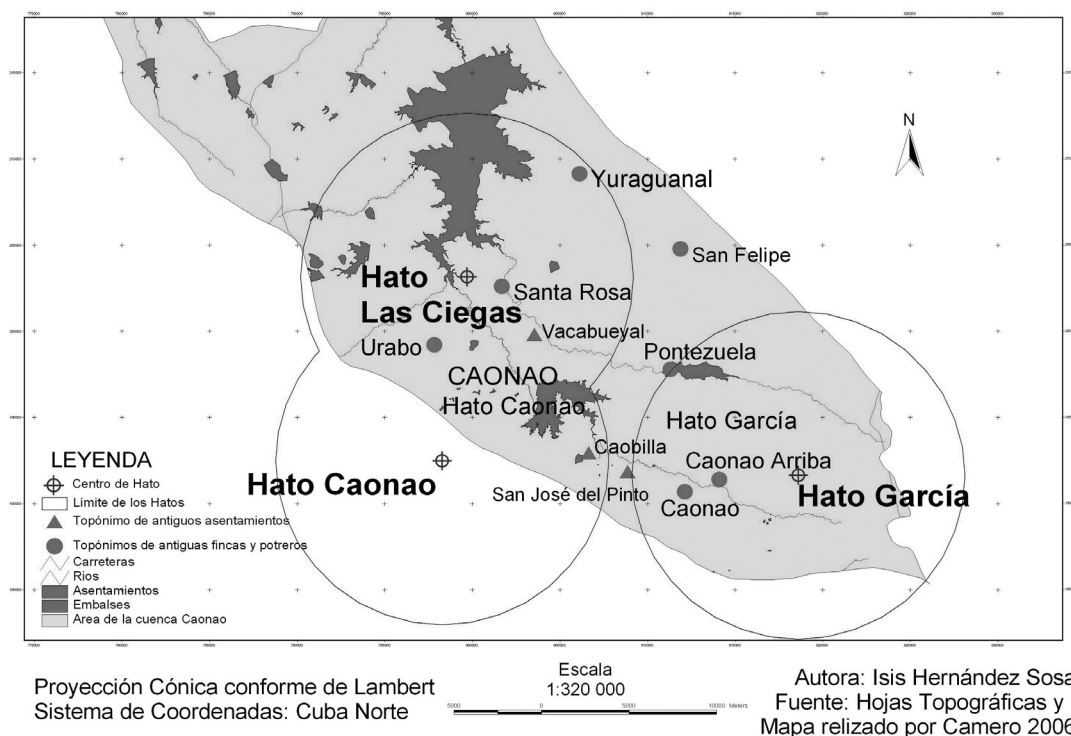 N
Yuraguanal
San Felipe
Hato
Las Ciegas
Santa Rosa
Vacabueyal
Urabo
Pontezuela
CAONAO
Hato Caonao
Hato García
Caobilla
Caonao Arriba
Hato Caonao
San José del Pinto
Hato García
Caonao
LEYENDA
Centro de Hato
Límite de los Hatos
Topónimo de antiguos asentamientos
Topónimos de antiguas fincas y potreros
Carreteras
Rios
Asentamientos
Embalses
Area de la cuenca Caonao
Proyección Cónica conforme de Lambert
Sistema de Coordenadas: Cuba Norte
Escala
1:320 000
5000 0 5000 10000 Meters
Autora: Isis Hernández Sosa
Fuente: Hojas Topográficas y
Mapa relizado por Camero 2006